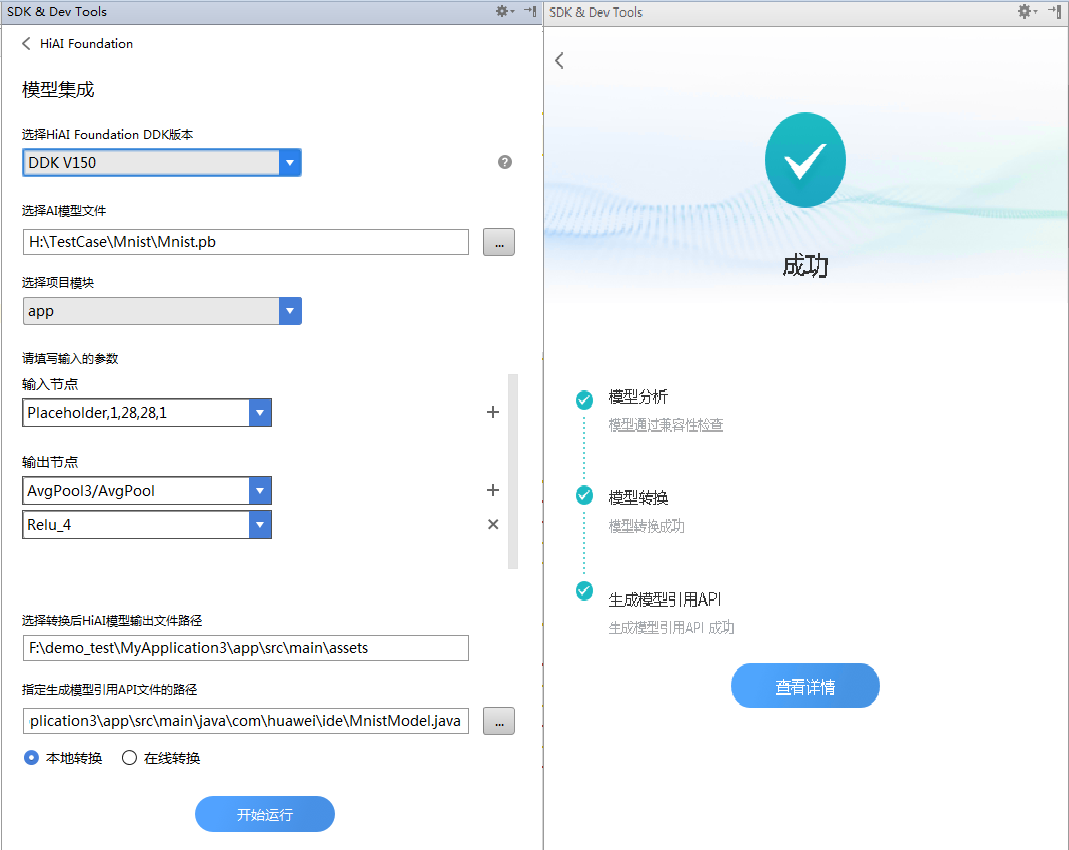 SDK & Dev Tools
HiAI Foundation
模型集成
选择HiAI Foundation DDK版本
DDK V150
?
选择AI模型文件
H:\TestCase\Mnist\Mnist.pb
...
选择项目模块
app
请填写输入的参数
输入节点
Placeholder,1,28,28,1
输出节点
AvgPool3/AvgPool
Relu_4
选择转换后HiAI模型输出文件路径
F:\demo_test\MyApplication3\app\src\main\assets
指定生成模型引用API文件的路径
plication3\app\src\main\java\com\huawei\ide\MnistModel.java
...
本地转换
在线转换
开始运行
SDK & Dev Tools
成功
模型分析
模型通过兼容性检查
模型转换
模型转换成功
生成模型引用API
生成模型引用API 成功
查看详情